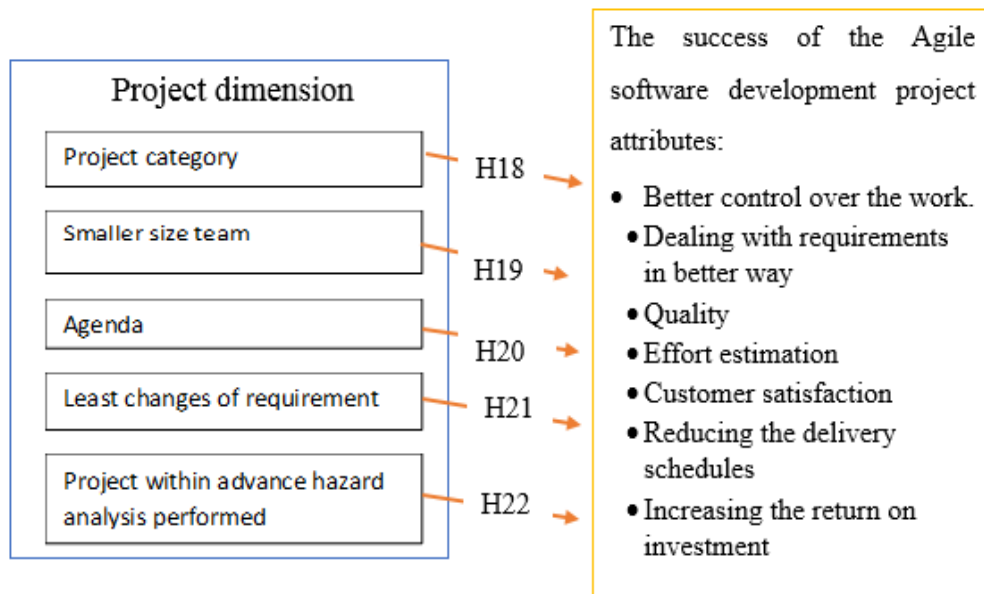 Project dimension
Project category
Smaller size team
Agenda
Least changes of requirement
Project within advance hazard
analysis performed
H18
H19
H20
H21
H22
The success of the Agile
software development project
attributes:
• Better control over the work.
• Dealing with requirements
in better way
• Quality
• Effort estimation
• Customer satisfaction
• Reducing the delivery
schedules
• Increasing the return on
investment